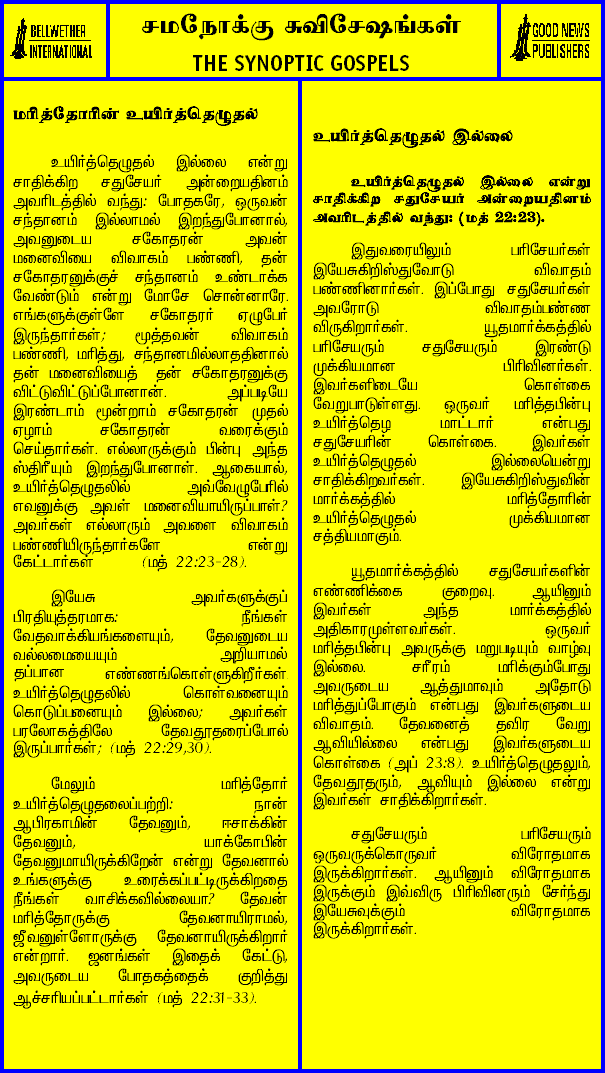 BELLWETHER
INTERNATIONAL
சமநோக்கு சுவிசேஷங்கள்
THE SYNOPTIC GOSPELS
GOOD NEWS
PUBLISHERS
மரித்தோரின் உயிர்த்தெழுதல்
உயிர்த்தெழுதல் இல்லை என்று
சாதிக்கிற சதுசேயர் அன்றையதினம்
அவரிடத்தில் வந்து: போதகரே, ஒருவன்
சந்தானம் இல்லாமல் இறந்துபோனால்,
அவனுடைய சகோதரன் அவன்
மனைவியை விவாகம் பண்ணி, தன்
சகோதரனுக்குச் சந்தானம் உண்டாக்க
வேண்டும் என்று மோசே சொன்னாரே.
எங்களுக்குள்ளே சகோதரர் ஏழுபேர்
இருந்தார்கள்; மூத்தவன் விவாகம்
பண்ணி, மரித்து, சந்தானமில்லாததினால்
தன் மனைவியைத் தன் சகோதரனுக்கு
விட்டுவிட்டுப்போனான். அப்படியே
இரண்டாம் மூன்றாம் சகோதரன் முதல்
ஏழாம் சகோதரன் வரைக்கும்
செய்தார்கள். எல்லாருக்கும் பின்பு அந்த
ஸ்திரீயும் இறந்துபோனாள். ஆகையால்,
உயிர்த்தெழுதலில் அவ்வேழுபேரில்
எவனுக்கு அவள் மனைவியாயிருப்பாள்?
அவர்கள் எல்லாரும் அவளை விவாகம்
பண்ணியிருந்தார்களே என்று
கேட்டார்கள் (மத் 22:23-28).
இயேசு அவர்களுக்குப்
பிரதியுத்தரமாக: நீங்கள்
வேதவாக்கியங்களையும், தேவனுடைய
வல்லமையையும் அறியாமல்
தப்பான எண்ணங்கொள்ளுகிறீர்கள்.
உயிர்த்தெழுதலில் கொள்வனையும்
கொடுப்பனையும் இல்லை; அவர்கள்
பரலோகத்திலே தேவதூதரைப்போல்
இருப்பார்கள்; (மத் 22:29,30).
மேலும் மரித்தோர்
உயிர்த்தெழுதலைப்பற்றி: நான்
ஆபிரகாமின் தேவனும், ஈசாக்கின்
தேவனும், யாக்கோபின்
தேவனுமாயிருக்கிறேன் என்று தேவனால்
உங்களுக்கு உரைக்கப்பட்டிருக்கிறதை
நீங்கள் வாசிக்கவில்லையா? தேவன்
மரித்தோருக்கு தேவனாயிராமல்,
ஜீவனுள்ளோருக்கு தேவனாயிருக்கிறார்
என்றார். ஜனங்கள் இதைக் கேட்டு,
அவருடைய போதகத்தைக் குறித்து
ஆச்சரியப்பட்டார்கள் (மத் 22:31-33).
உயிர்த்தெழுதல் இல்லை
உயிர்த்தெழுதல் இல்லை என்று
சாதிக்கிற சதுசேயர் அன்றையதினம்
அவரிடத்தில் வந்து: (மத் 22:23).
இதுவரையிலும் பரிசேயர்கள்
இயேசுகிறிஸ்துவோடு விவாதம்
பண்ணினார்கள். இப்போது சதுசேயர்கள்
அவரோடு விவாதம்பண்ண
விருகிறார்கள். யூதமார்க்கத்தில்
பரிசேயரும் சதுசேயரும் இரண்டு
முக்கியமான பிரிவினர்கள்.
இவர்களிடையே கொள்கை
வேறுபாடுள்ளது. ஒருவர் மரித்தபின்பு
உயிர்த்தெழ மாட்டார் என்பது
சதுசேயரின் கொள்கை. இவர்கள்
உயிர்த்தெழுதல் இல்லையென்று
சாதிக்கிறவர்கள். இயேசுகிறிஸ்துவின்
மார்க்கத்தில் மரித்தோரின்
உயிர்த்தெழுதல் முக்கியமான
சத்தியமாகும்.
யூதமார்க்கத்தில் சதுசேயர்களின்
எண்ணிக்கை குறைவு. ஆயினும்
இவர்கள் அந்த மார்க்கத்தில்
அதிகாரமுள்ளவர்கள். ஒருவர்
மரித்தபின்பு அவருக்கு மறுபடியும் வாழ்வு
இல்லை. சரீரம் மரிக்கும்போது
அவருடைய ஆத்துமாவும் அதோடு
மரித்துப்போகும் என்பது இவர்களுடைய
விவாதம். தேவனைத் தவிர வேறு
ஆவியில்லை என்பது இவர்களுடைய
கொள்கை (அப் 23:8). உயிர்த்தெழுதலும்,
தேவதூதரும், ஆவியும் இல்லை என்று
இவர்கள் சாதிக்கிறார்கள்.
சதுசேயரும் பரிசேயரும்
ஒருவருக்கொருவர் விரோதமாக
இருக்கிறார்கள். ஆயினும் விரோதமாக
இருக்கும் இவ்விரு பிரிவினரும் சேர்ந்து
இயேசுவுக்கும் விரோதமாக
இருக்கிறார்கள்.